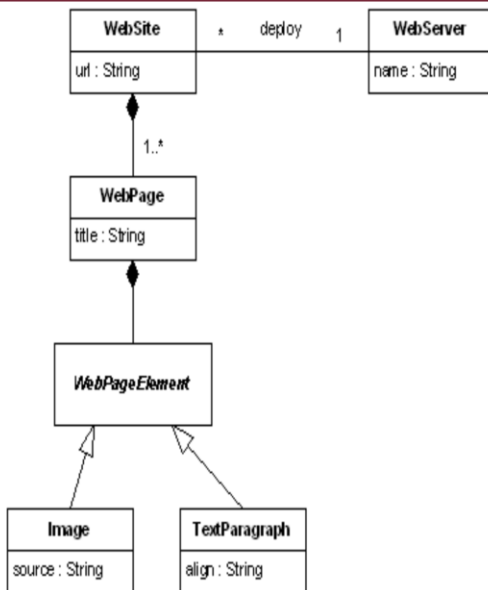 WebSite
* deploy 1
WebServer
url : String
name : String
1..*
WebPage
title : String
WebPageElement
Image
TextParagraph
source : String
align : String